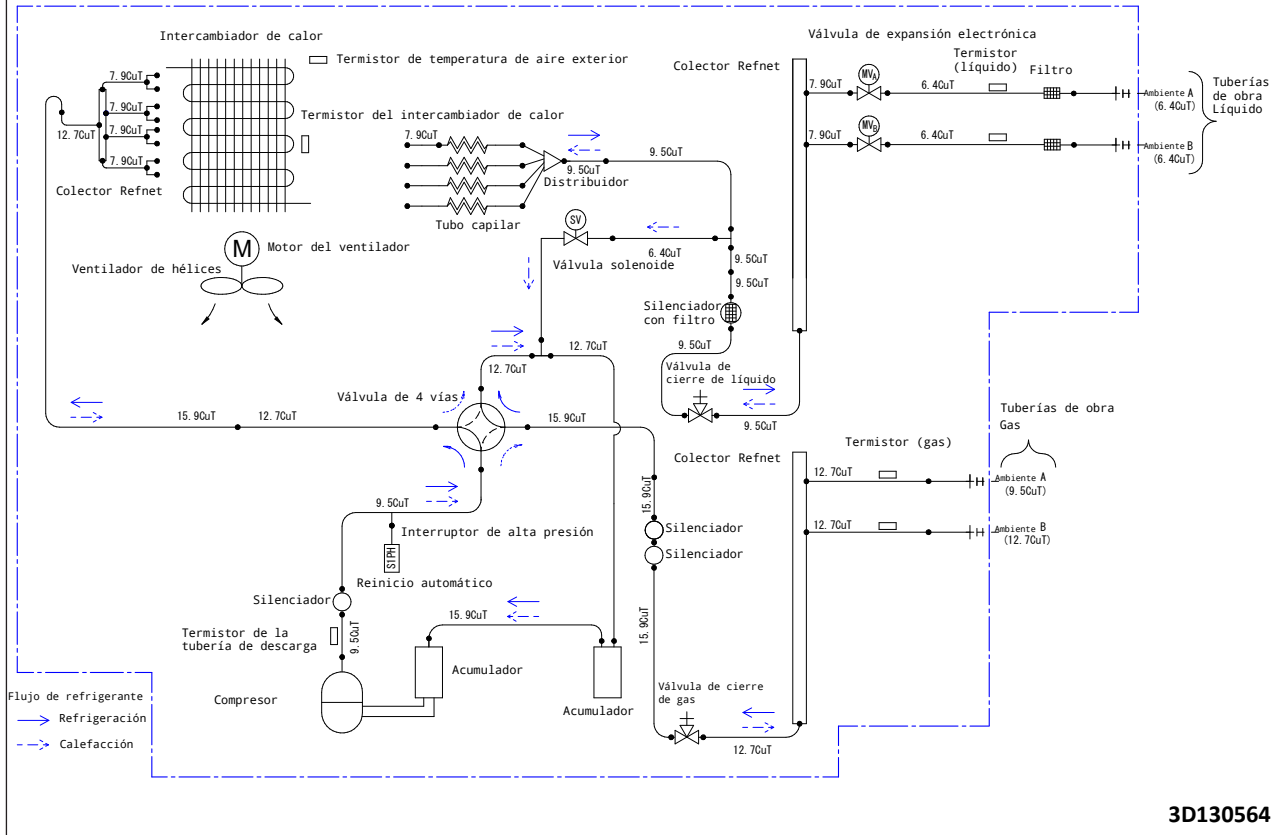 Intercambiador de calor
Termistor de temperatura de aire exterior
7.9CuT
7.9CuT
7.9CuT
7.9CuT
12.7CuT
Colector Refnet
Termistor del intercambiador de calor
7.9CuT
9.5CuT
9.5CuT
Distribuidor
Tubo capilar
M
Motor del ventilador
Ventilador de hélices
SV
6.4CuT
Válvula solenoide
9.5CuT
9.5CuT
Silenciador
con filtro
9.5CuT
Válvula de
cierre de líquido
9.5CuT
Colector Refnet
Válvula de expansión electrónica
Termistor
(líquido)
Filtro
7.9CuT
MVA
6.4CuT
Ambiente A
(6.4CuT)
7.9CuT
MVB
6.4CuT
Ambiente B
(6.4CuT)
Tuberías
de obra
Líquido
12.7CuT
12.7CuT
Válvula de 4 vías
15.9CuT
12.7CuT
15.9CuT
9.5CuT
Interruptor de alta presión
S1PH
Reinicio automático
Silenciador
Termistor de la
tubería de descarga
9.5CuT
Compresor
15.9CuT
Acumulador
Acumulador
15.9CuT
Silenciador
Silenciador
15.9CuT
Válvula de cierre
de gas
12.7CuT
Colector Refnet
Termistor (gas)
Tuberías de obra
Gas
12.7CuT
Ambiente A
(9.5CuT)
12.7CuT
Ambiente B
(12.7CuT)
Flujo de refrigerante
Refrigeración
Calefacción
3D130564